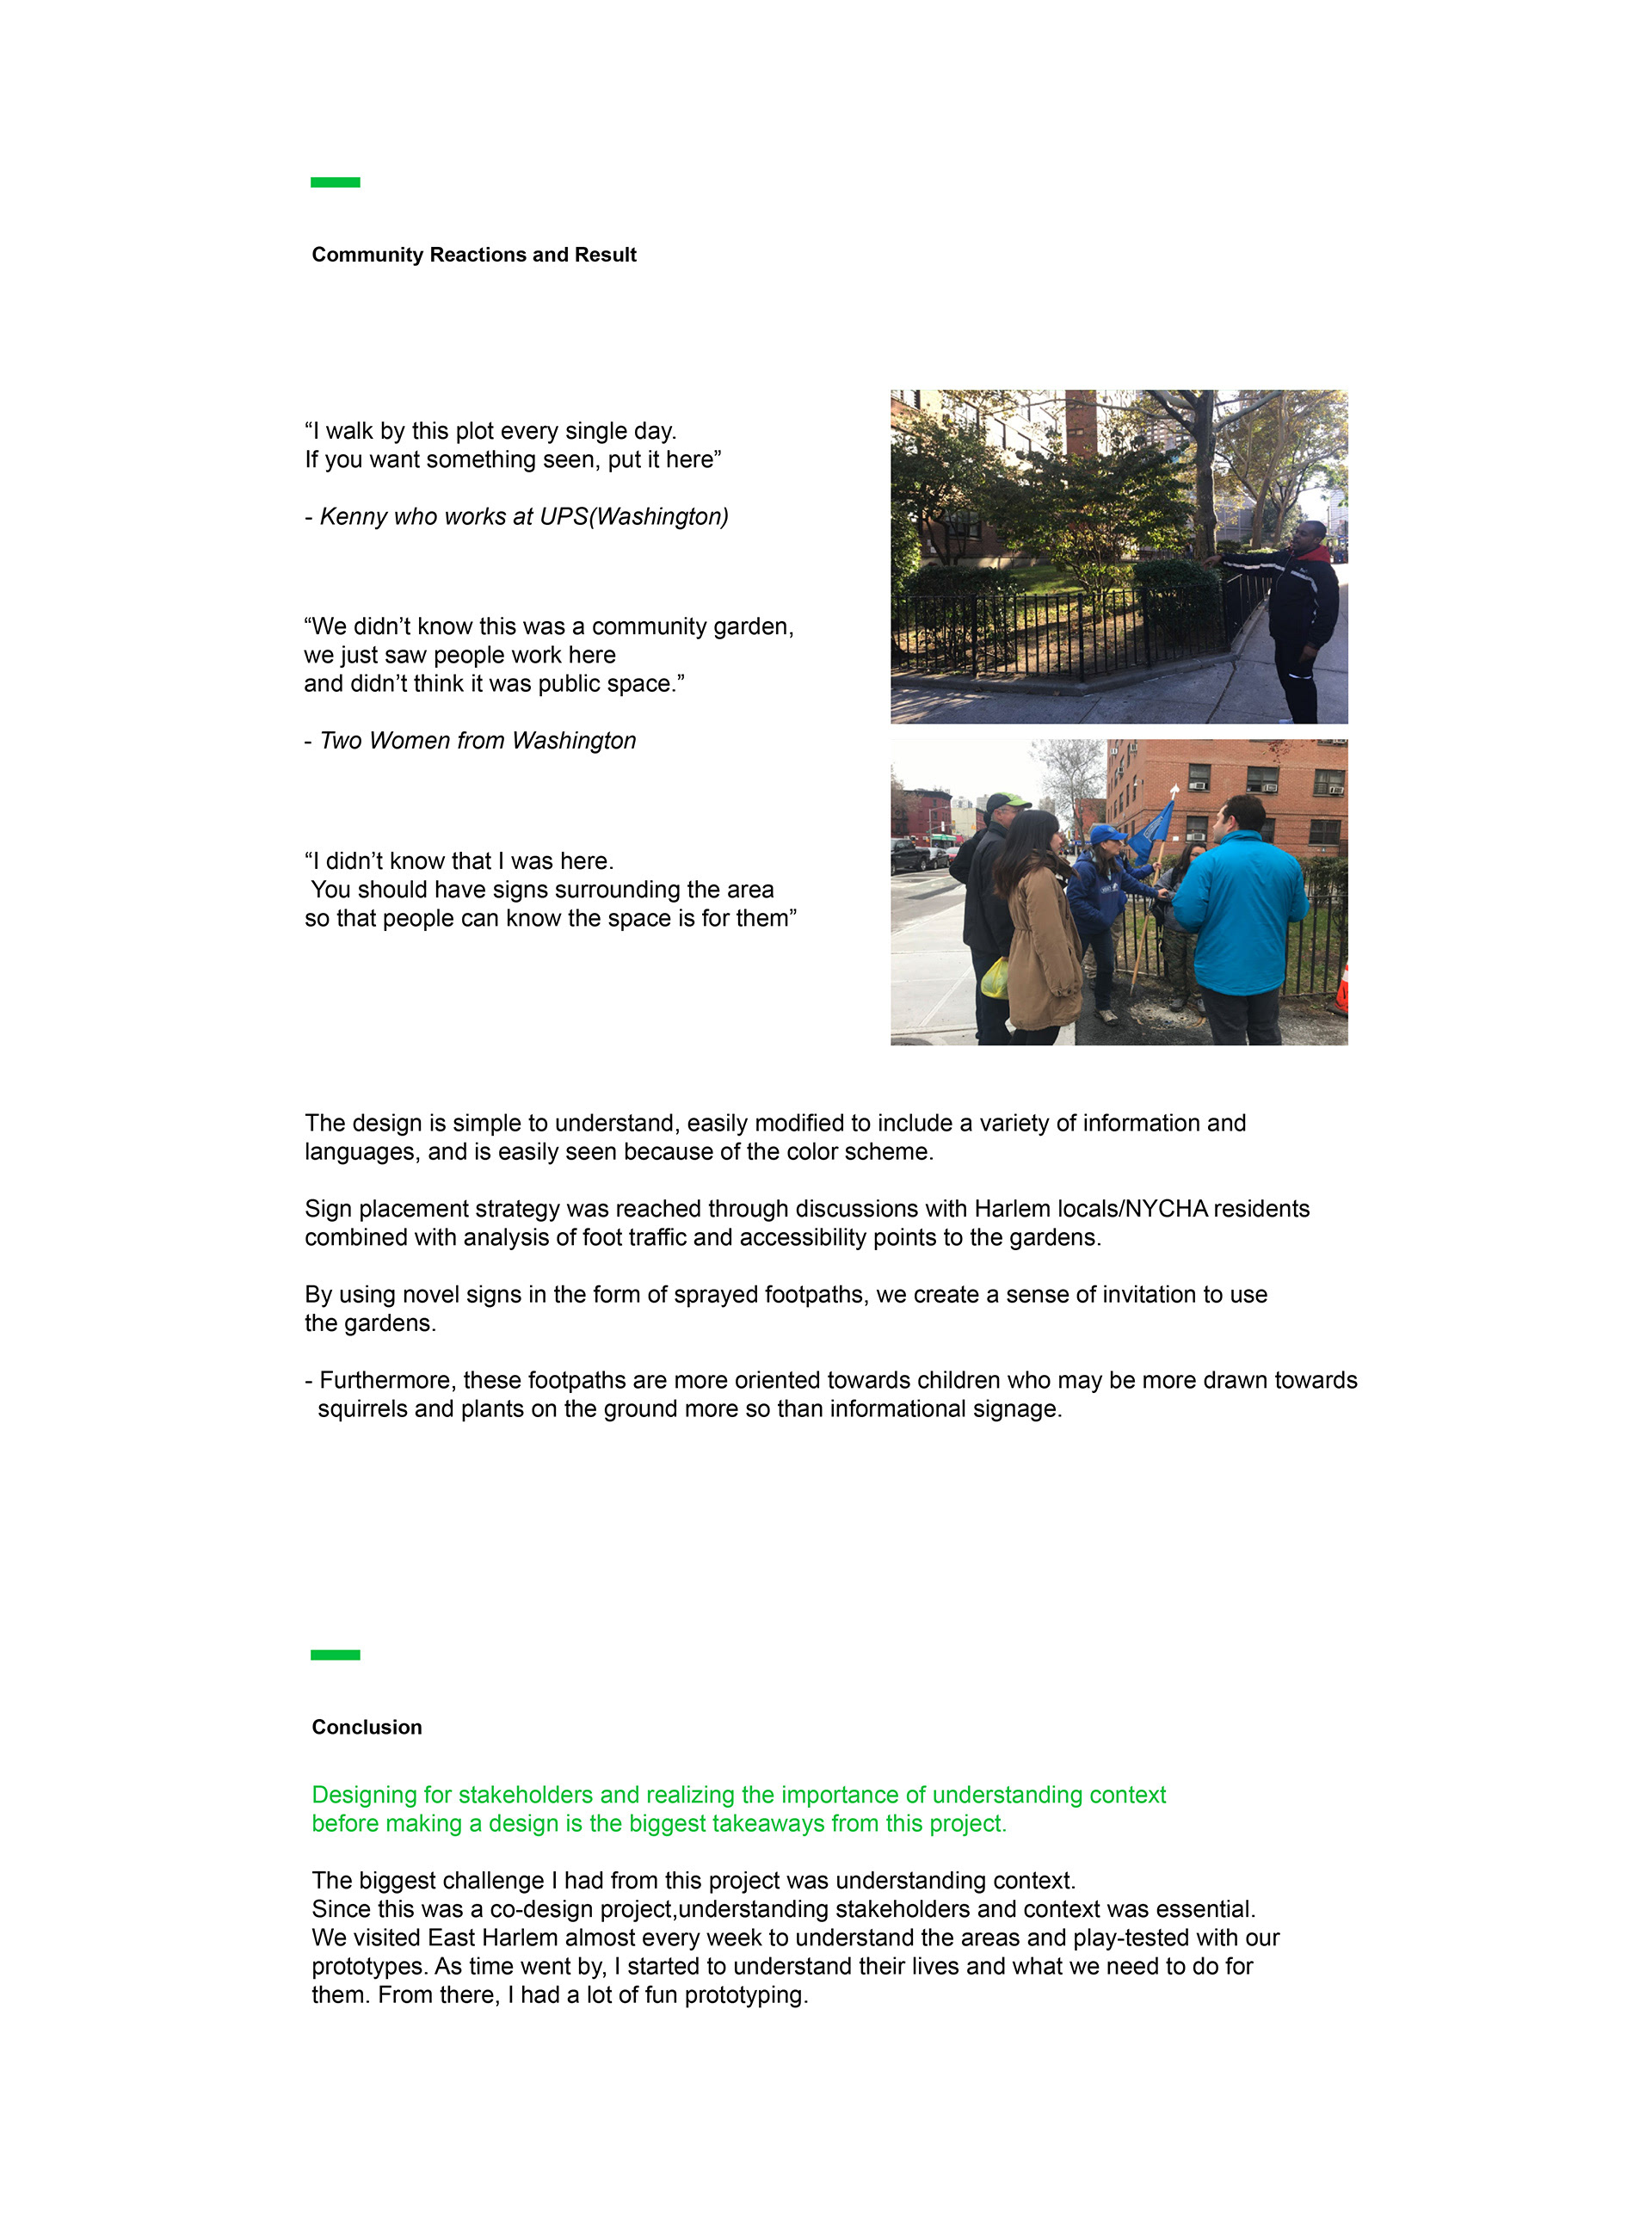 Community Reactions and Result
“I walk by this plot every single day.
If you want something seen, put it here”
- Kenny who works at UPS(Washington)
“We didn’t know this was a community garden,
we just saw people work here
and didn’t think it was public space.”
- Two Women from Washington
“I didn’t know that I was here.
You should have signs surrounding the area
so that people can know the space is for them”
The design is simple to understand, easily modified to include a variety of information and
languages, and is easily seen because of the color scheme.
Sign placement strategy was reached through discussions with Harlem locals/NYCHA residents
combined with analysis of foot traffic and accessibility points to the gardens.
By using novel signs in the form of sprayed footpaths, we create a sense of invitation to use
the gardens.
- Furthermore, these footpaths are more oriented towards children who may be more drawn towards
squirrels and plants on the ground more so than informational signage.
Conclusion
Designing for stakeholders and realizing the importance of understanding context
before making a design is the biggest takeaways from this project.
The biggest challenge I had from this project was understanding context.
Since this was a co-design project,understanding stakeholders and context was essential.
We visited East Harlem almost every week to understand the areas and play-tested with our
prototypes. As time went by, I started to understand their lives and what we need to do for
them. From there, I had a lot of fun prototyping.